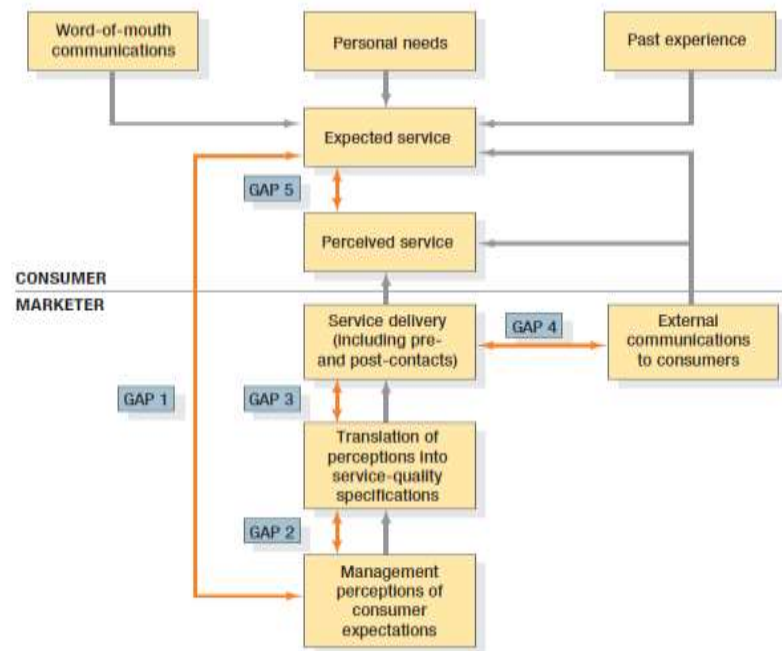 Word-of-mouth
communications
Personal needs
Past experience
Expected service
GAP 5
Perceived service
CONSUMER
MARKETER
Service delivery
(including pre-
and post-contacts)
GAP 4
External
communications
to consumers
GAP 1
GAP 3
Translation of
perceptions into
service-quality
specifications
GAP 2
Management
perceptions of
consumer
expectations